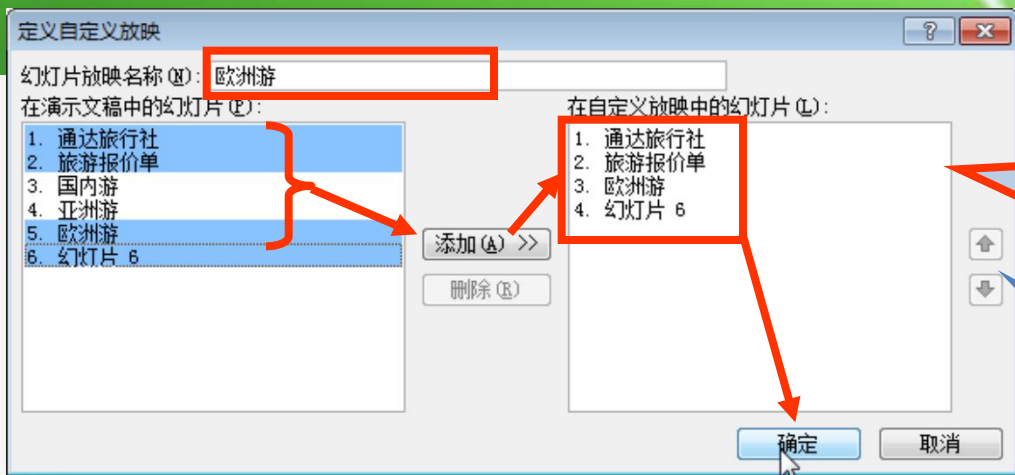 定义自定义放映
幻灯片放映名称(N): 欧洲游
在演示文稿中的幻灯片(P):
1. 通达旅行社
2. 旅游报价单
3. 国内游
4. 亚洲游
5. 欧洲游
6. 幻灯片 6
添加(A) >>
删除(R)
在自定义放映中的幻灯片(L):
1. 通达旅行社
2. 旅游报价单
3. 欧洲游
4. 幻灯片 6
确定
取消